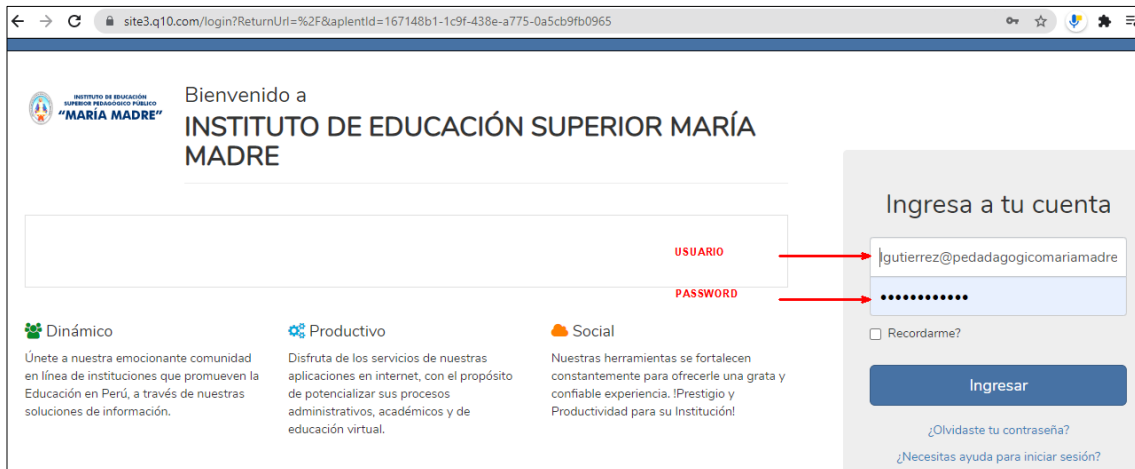 site3.q10.com/login?ReturnUrl=%2F&aplentId=167148b1-1c9f-438e-a775-0a5cb9fb0965
INSTITUTO DE EDUCACIÓN
SUPERIOR PEDAGÓGICO PÚBLICO
"MARÍA MADRE"
Bienvenido a
INSTITUTO DE EDUCACIÓN SUPERIOR MARÍA
MADRE
Ingresa a tu cuenta
USUARIO
lgutierrez@pedadagogicomariamadre
PASSWORD
••••••••••••
Recordarme?
Ingresar
¿Olvidaste tu contraseña?
¿Necesitas ayuda para iniciar sesión?
Dinámico
Únete a nuestra emocionante comunidad
en línea de instituciones que promueven la
Educación en Perú, a través de nuestras
soluciones de información.
Productivo
Disfruta de los servicios de nuestras
aplicaciones en internet, con el propósito
de potencializar sus procesos
administrativos, académicos y de
educación virtual.
Social
Nuestras herramientas se fortalecen
constantemente para ofrecerle una grata y
confiable experiencia. !Prestigio y
Productividad para su Institución!